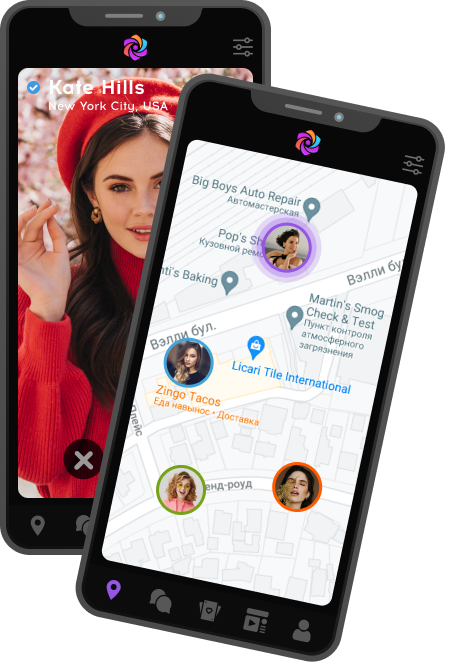 Kate Hills
New York City, USA
Big Boys Auto Repair
Автомастерская
Pop's Sh
Кузовной ремо
nti's Baking
Вэлли бу
Martin's Smog
Check & Test
Пункт контроля
атмосферного
загрязнения
Вэлли бул.
Licari Tile International
Zingo Tacos
Еда навынос • Доставка
Плейс
енд-роуд